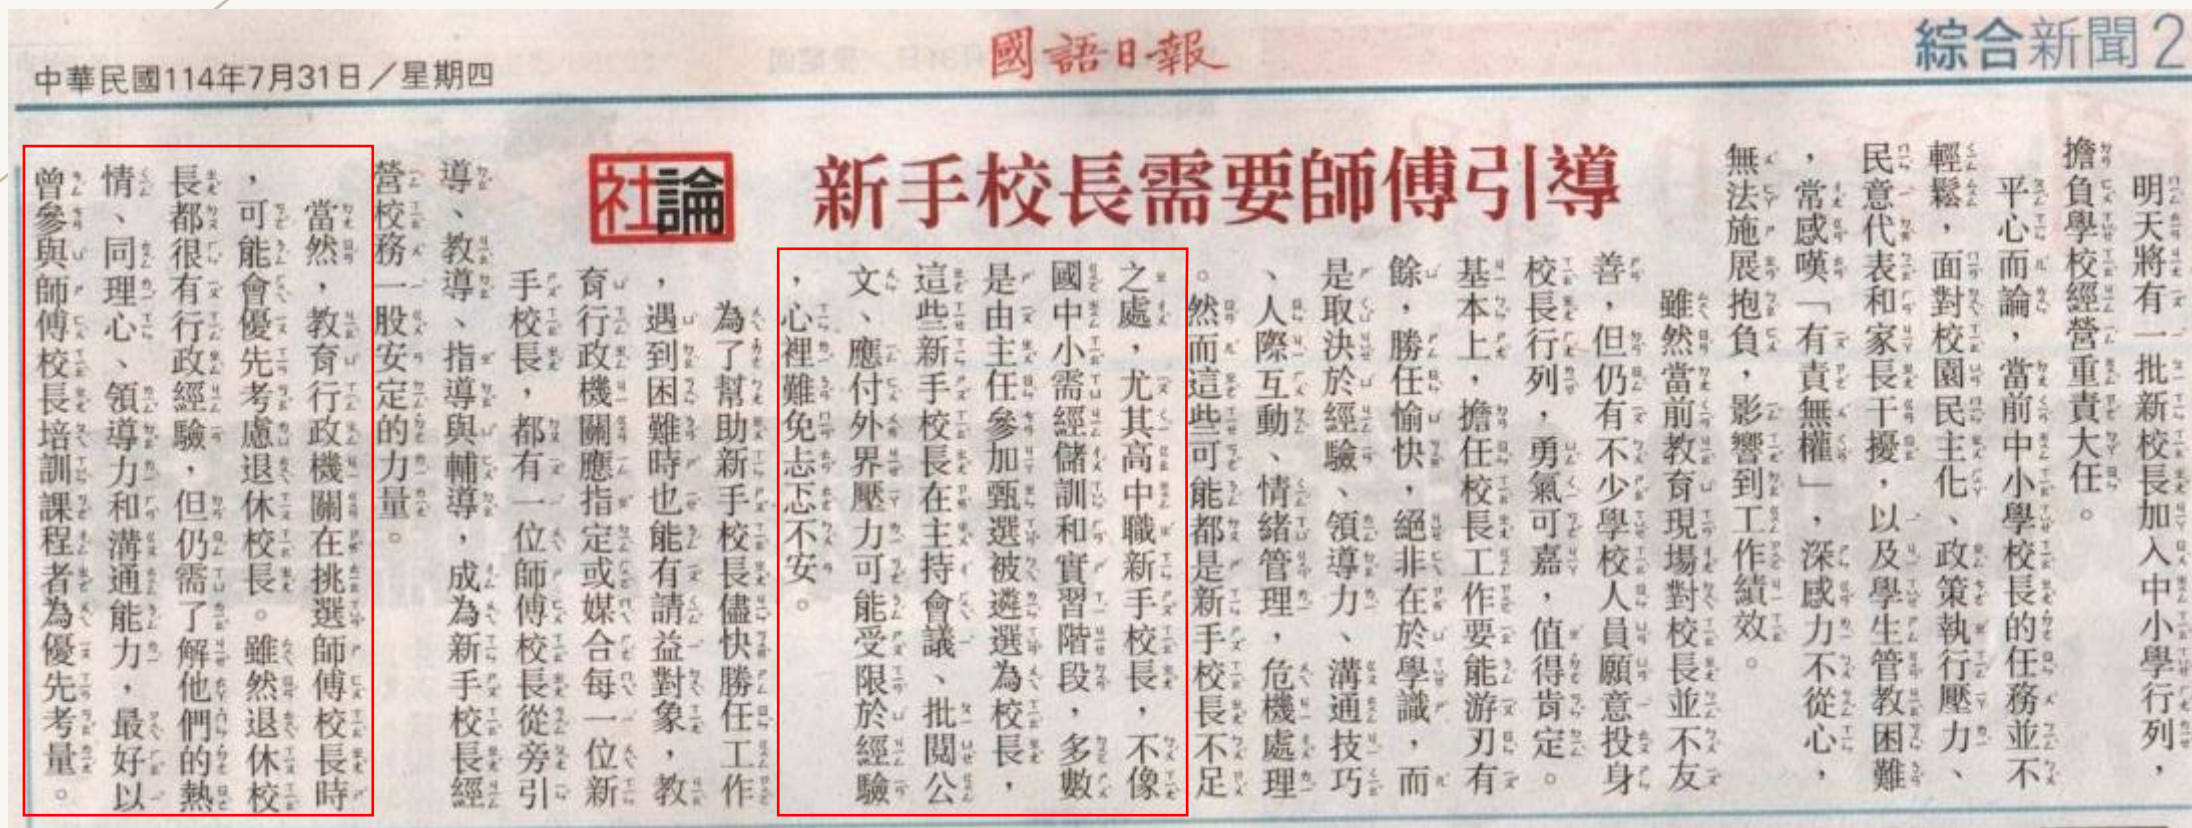 綜合新聞2
國語日報
中華民國114年7月31日／星期四
新手校長需要師傅引導
社論
明天將有一批新校長加入中小學行列，
擔負學校經營重責大任。
平心而論，當前中小學校長的任務並不
輕鬆，面對校園民主化、政策執行壓力、
民意代表和家長干擾，以及學生管教困難
，常感嘆「有責無權」，深感力不從心，
無法施展抱負，影響到工作績效。
雖然當前教育現場對校長並不友
善，但仍有不少學校人員願意投身
校長行列，勇氣可嘉，值得肯定。
基本上，擔任校長工作要能游刃有
餘，勝任愉快，絕非在於學識，而
是取決於經驗、領導力、溝通技巧
、人際互動、情緒管理，危機處理
。然而這些可能都是新手校長不足
之處，尤其高中職新手校長，不像
國中小需經儲訓和實習階段，多數
是由主任參加甄選被遴選為校長，
這些新手校長在主持會議、批閱公
文、應付外界壓力可能受限於經驗
，心裡難免忐忑不安。
為了幫助新手校長儘快勝任工作
，遇到困難時也能有請益對象，教
育行政機關應指定或媒合每一位新
手校長，都有一位師傅校長從旁引
導、教導、指導與輔導，成為新手校長經
營校務一股安定的力量。
當然，教育行政機關在挑選師傅校長時
，可能會優先考慮退休校長。雖然退休校
長都很有行政經驗，但仍需了解他們的熱
情、同理心、領導力和溝通能力，最好以
曾參與師傅校長培訓課程者為優先考量。